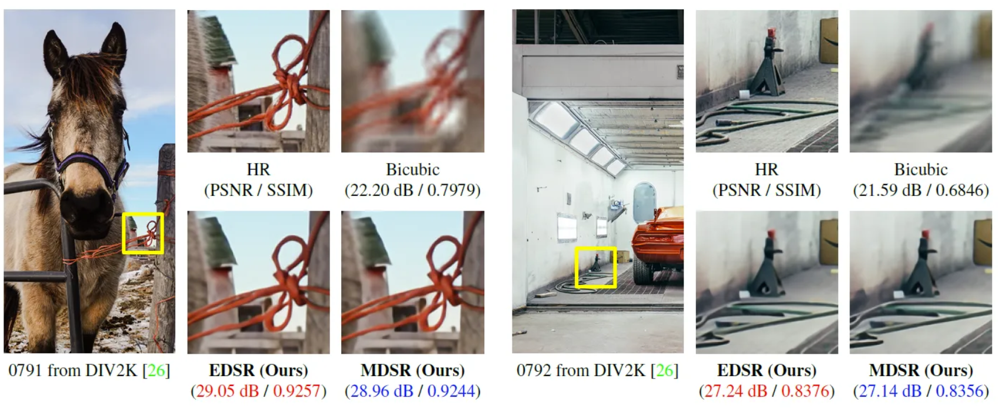 HR
(PSNR / SSIM)
Bicubic
(22.20 dB / 0.7979)
0791 from DIV2K [26]
EDSR (Ours)
(29.05 dB / 0.9257)
MDSR (Ours)
(28.96 dB / 0.9244)
HR
(PSNR / SSIM)
Bicubic
(21.59 dB / 0.6846)
0792 from DIV2K [26]
EDSR (Ours)
(27.24 dB / 0.8376)
MDSR (Ours)
(27.14 dB / 0.8356)